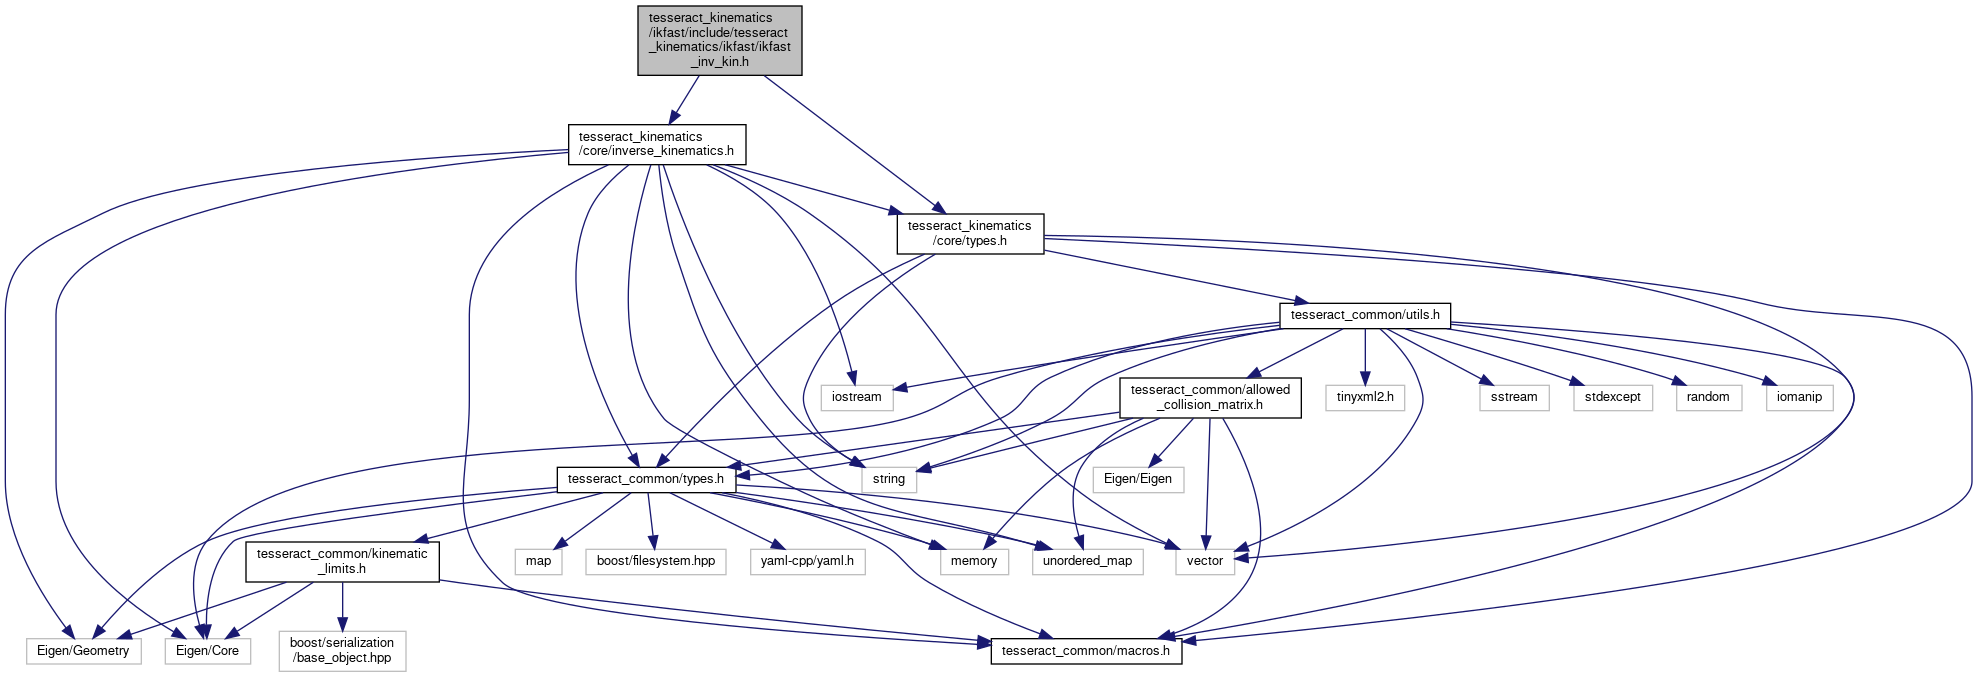 tesseract_kinematics
/ikfast/include/tesseract
_kinematics/ikfast/ikfast
_inv_kin.h
tesseract_kinematics
/core/inverse_kinematics.h
tesseract_kinematics
/core/types.h
tesseract_common/utils.h
iostream
tesseract_common/allowed
_collision_matrix.h
tinyxml2.h
sstream
stdexcept
random
iomanip
tesseract_common/types.h
string
Eigen/Eigen
tesseract_common/kinematic
_limits.h
map
boost/filesystem.hpp
yaml-cpp/yaml.h
memory
unordered_map
vector
Eigen/Geometry
Eigen/Core
boost/serialization
/base_object.hpp
tesseract_common/macros.h